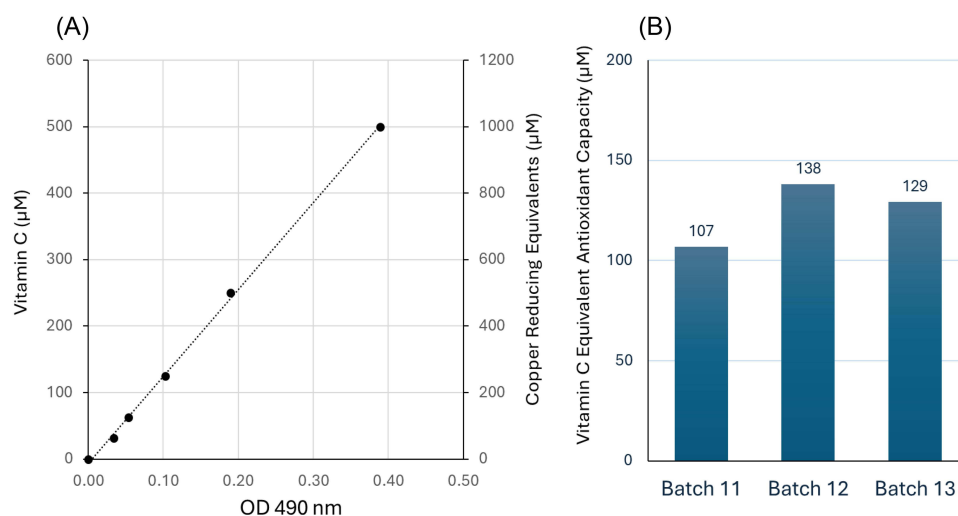 (A)
600
500
400
300
200
100
0
Vitamin C (µM)
1200
1000
800
600
400
200
0
Copper Reducing Equivalents (µM)
0.00 0.10 0.20 0.30 0.40 0.50
OD 490 nm
(B)
Vitamin C Equivalent Antioxidant Capacity (µM)
200
150
100
50
0
107
138
129
Batch 11 Batch 12 Batch 13